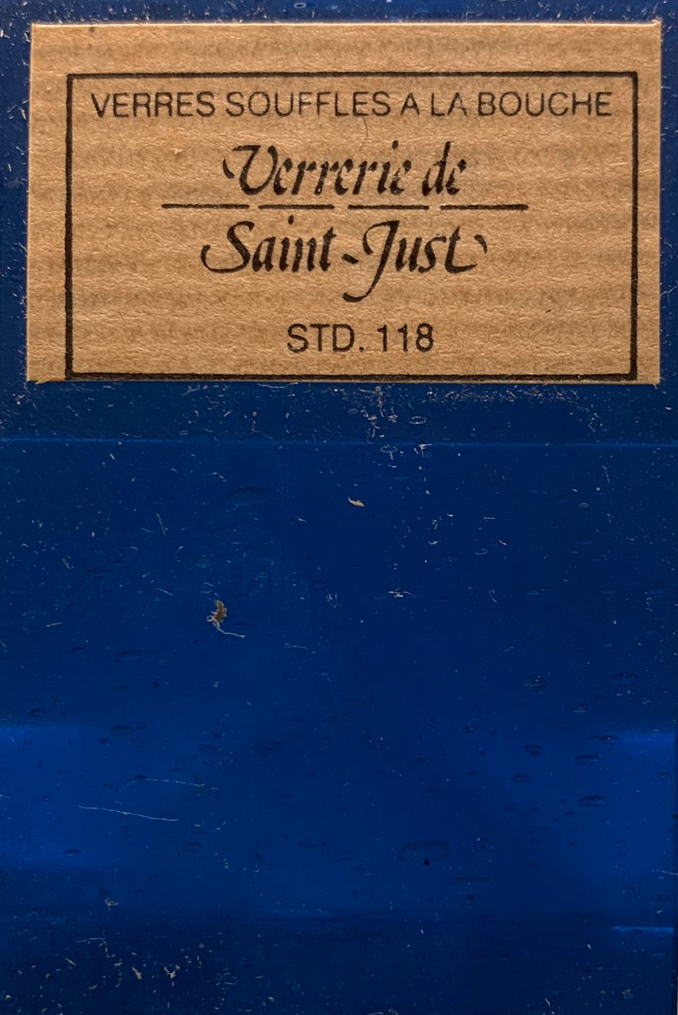 VERRES SOUFFLES A LA BOUCHE
Verrerie de
Saint-Just
STD. 118